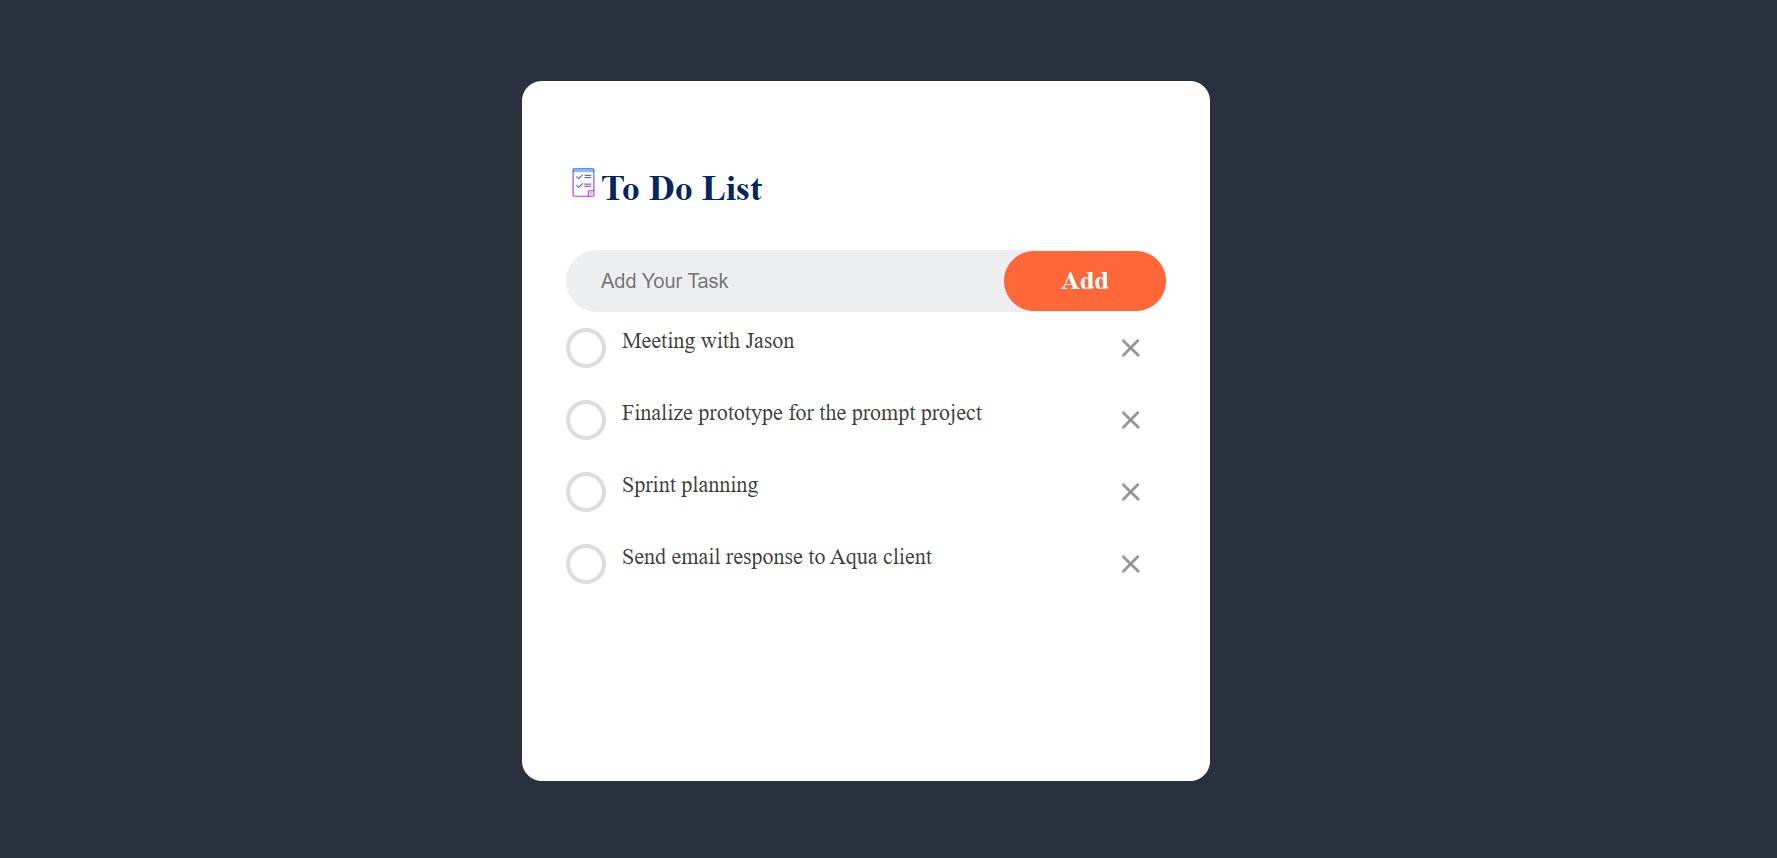 To Do List
Add Your Task
Add
Meeting with Jason
Finalize prototype for the prompt project
Sprint planning
Send email response to Aqua client